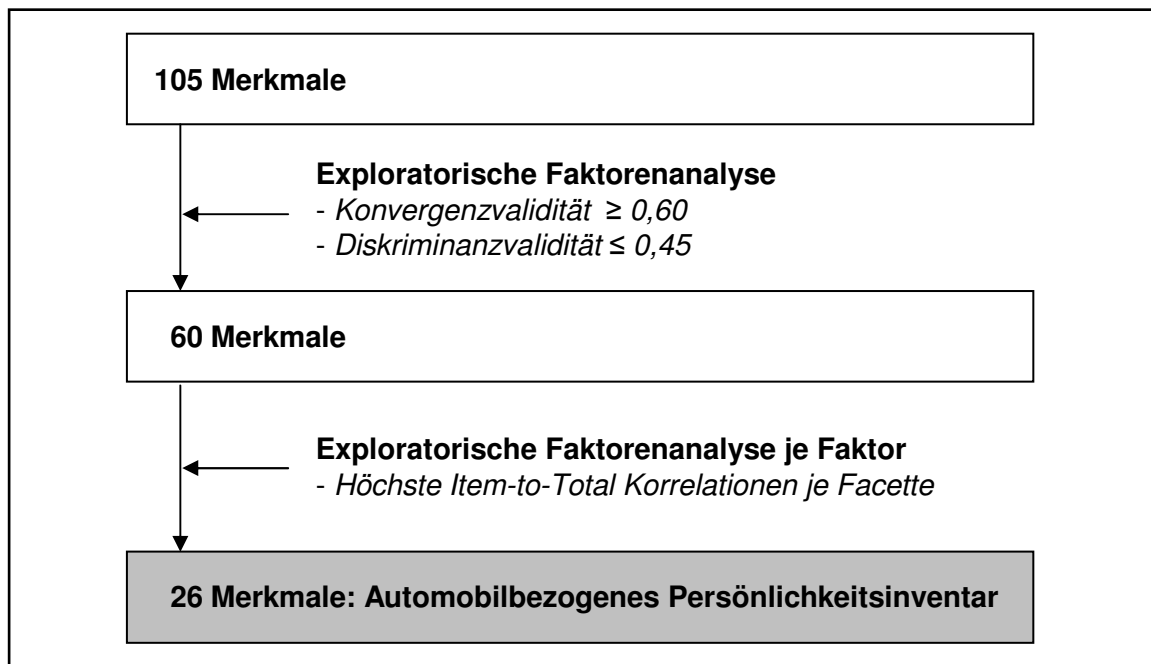 105 Merkmale
Exploratorische Faktorenanalyse
- Konvergenzvalidität ≥ 0,60
- Diskriminanzvalidität ≤ 0,45
60 Merkmale
Exploratorische Faktorenanalyse je Faktor
- Höchste Item-to-Total Korrelationen je Facette
26 Merkmale: Automobilbezogenes Persönlichkeitsinventar